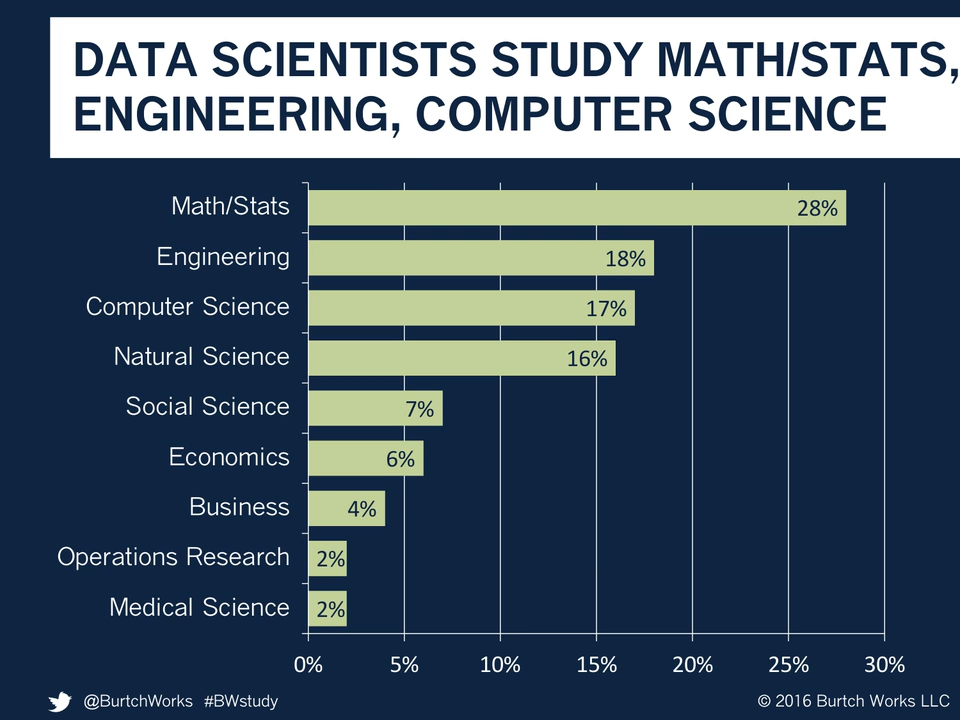 DATA SCIENTISTS STUDY MATH/STATS,
ENGINEERING, COMPUTER SCIENCE
Math/Stats 28%
Engineering 18%
Computer Science 17%
Natural Science 16%
Social Science 7%
Economics 6%
Business 4%
Operations Research 2%
Medical Science 2%
0% 5% 10% 15% 20% 25% 30%
@BurtchWorks #BWstudy © 2016 Burtch Works LLC